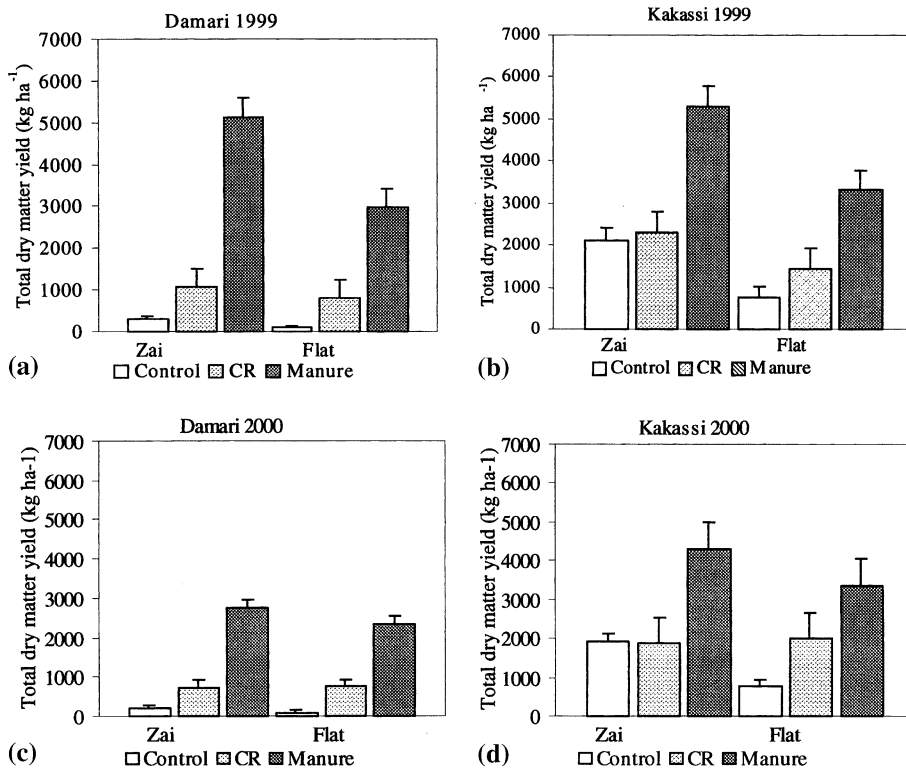 Damari 1999
Total dry matter yield (kg ha -1)
7000
6000
5000
4000
3000
2000
1000
0
Zai Flat
(a) Control CR Manure
Kakassi 1999
Total dry matter yield (kg ha -1)
7000
6000
5000
4000
3000
2000
1000
0
Zai Flat
(b) Control CR Manure
Damari 2000
Total dry matter yield (kg ha-1)
7000
6000
5000
4000
3000
2000
1000
0
Zai Flat
(c) Control CR Manure
Kakassi 2000
Total dry matter yield (kg ha-1)
7000
6000
5000
4000
3000
2000
1000
0
Zai Flat
(d) Control CR Manure